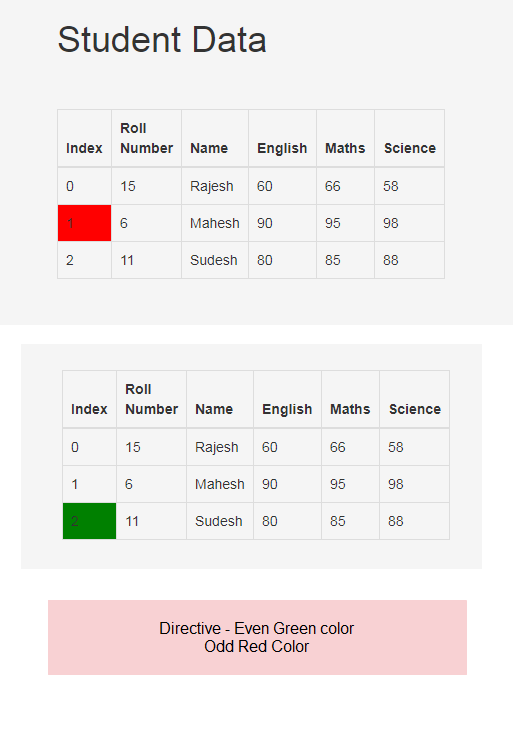 Student Data
Index Roll Number Name English Maths Science
0 15 Rajesh 60 66 58
1 6 Mahesh 90 95 98
2 11 Sudesh 80 85 88
Index Roll Number Name English Maths Science
0 15 Rajesh 60 66 58
1 6 Mahesh 90 95 98
2 11 Sudesh 80 85 88
Directive - Even Green color
Odd Red Color